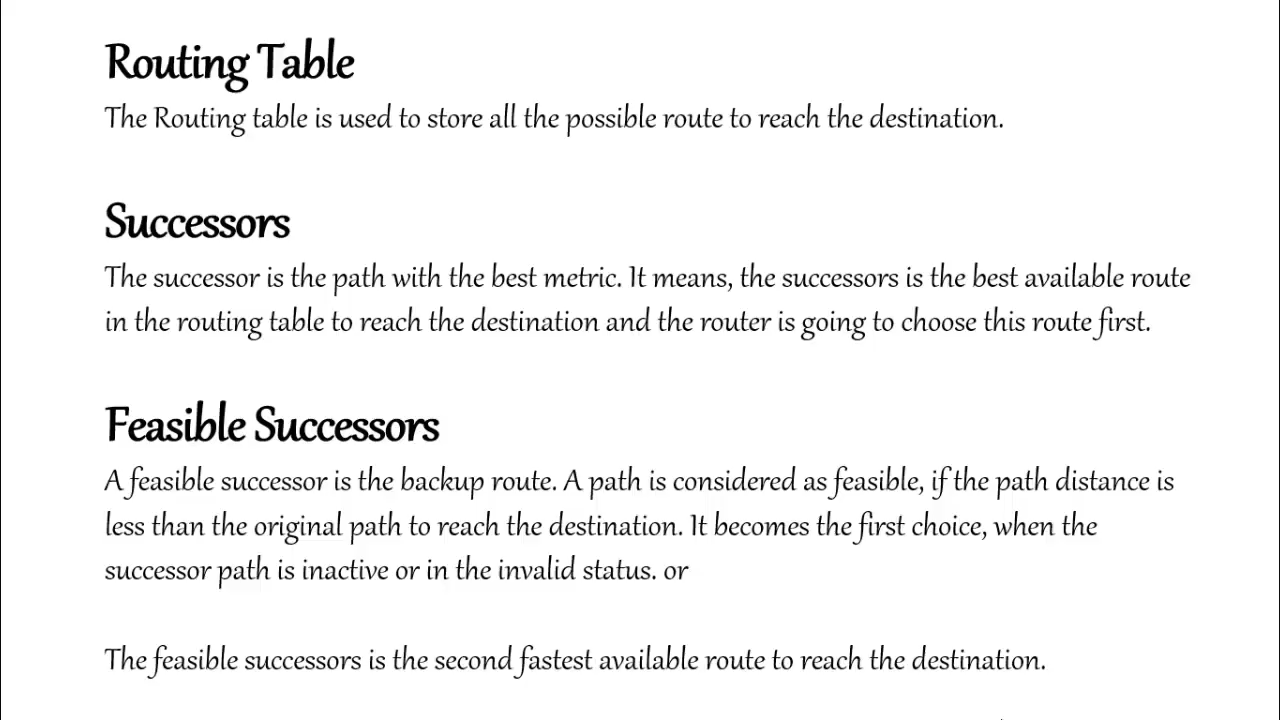 Routing Table
The Routing table is used to store all the possible route to reach the destination.
Successors
The successor is the path with the best metric. It means, the successors is the best available route
in the routing table to reach the destination and the router is going to choose this route first.
Feasible Successors
A feasible successor is the backup route. A path is considered as feasible, if the path distance is
less than the original path to reach the destination. It becomes the first choice, when the
successor path is inactive or in the invalid status. or
The feasible successors is the second fastest available route to reach the destination.